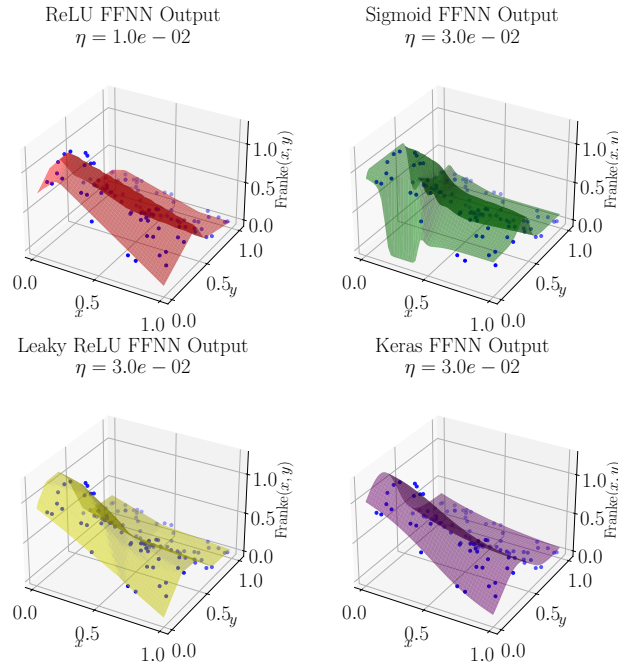 ReLU FFNN Output
η = 1.0e − 02
Sigmoid FFNN Output
η = 3.0e − 02
1.0
0.5
0.0
Franke(x, y)
0.0
0.5
1.0
x
0.0
0.5
1.0
y
1.0
0.5
0.0
Franke(x, y)
0.0
0.5
1.0
x
0.0
0.5
1.0
y
Leaky ReLU FFNN Output
η = 3.0e − 02
Keras FFNN Output
η = 3.0e − 02
1.0
0.5
0.0
Franke(x, y)
0.0
0.5
1.0
x
0.0
0.5
1.0
y
1.0
0.5
0.0
Franke(x, y)
0.0
0.5
1.0
x
0.0
0.5
1.0
y